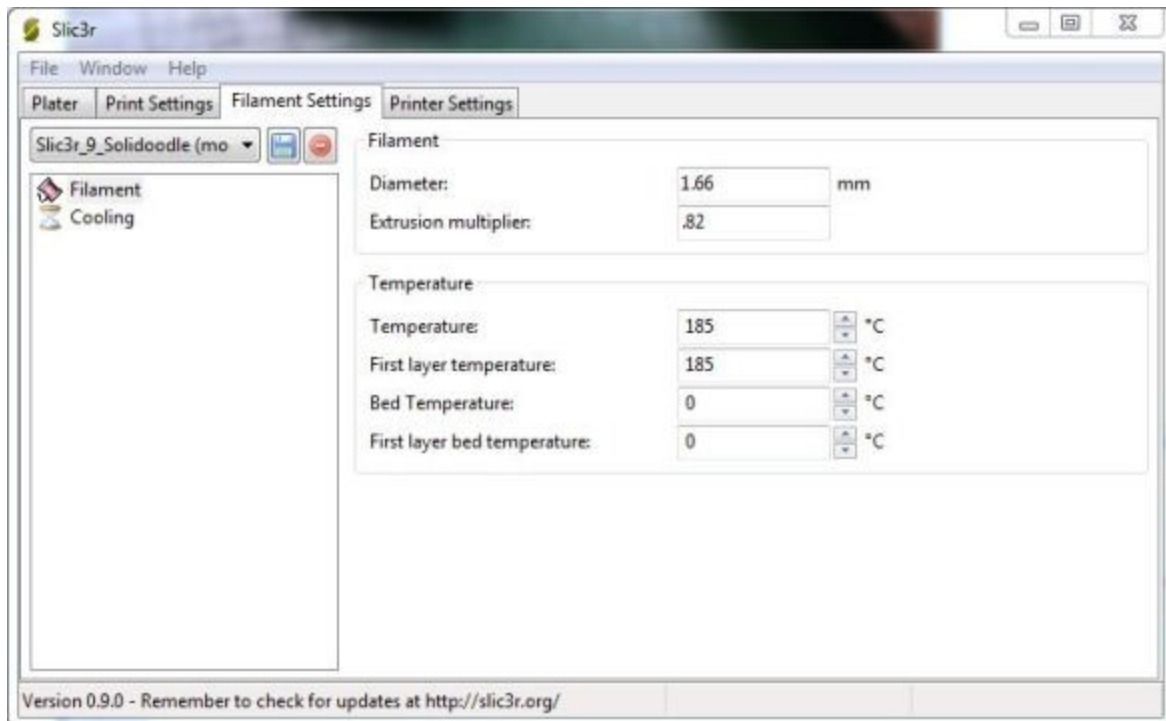 Slic3r
File Window Help
Plater Print Settings Filament Settings Printer Settings
Slic3r_9_Solidoodle (mo
Filament
Cooling
Filament
Diameter: 1.66 mm
Extrusion multiplier: .82
Temperature
Temperature: 185 °C
First layer temperature: 185 °C
Bed Temperature: 0 °C
First layer bed temperature: 0 °C
Version 0.9.0 - Remember to check for updates at http://slic3r.org/